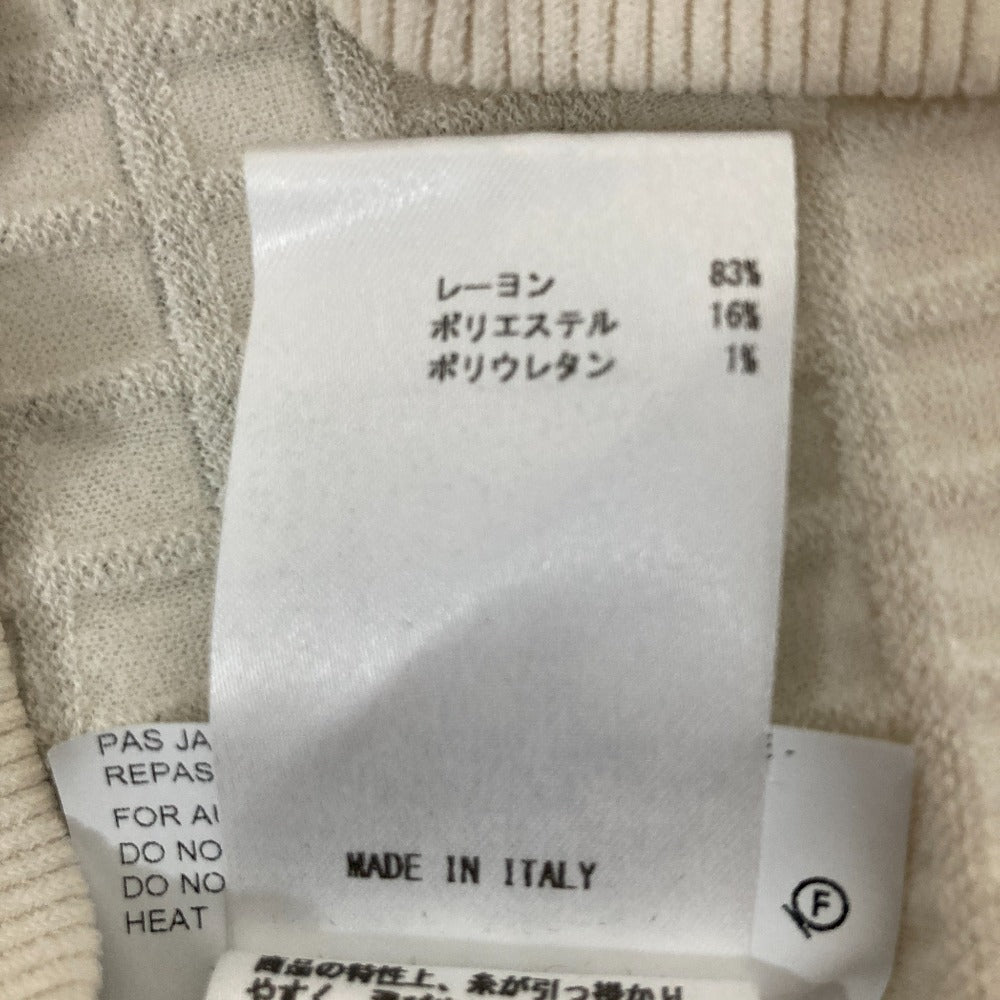 レーヨン 83%
ポリエステル 16%
ポリウレタン 1%
PAS JA
REPAS
FOR AU
DO NO
DO NO
HEAT
MADE IN ITALY
F
商品の特性上、糸が引っ掛かり
やすく